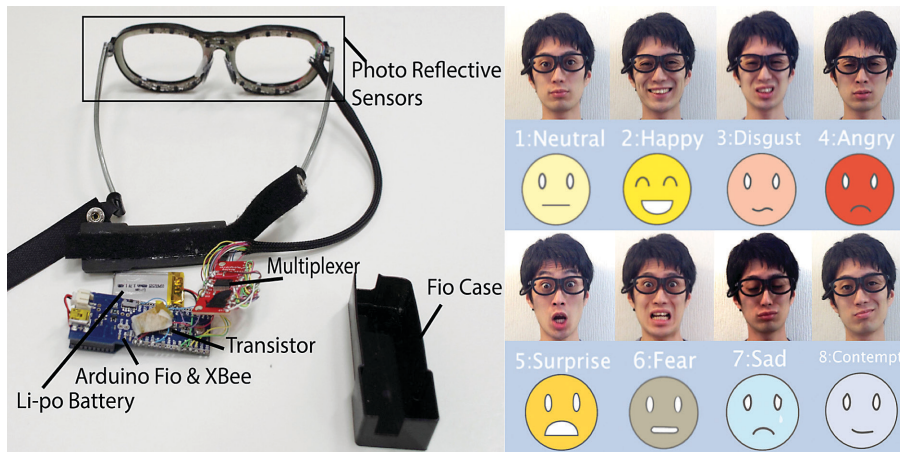 Photo Reflective
Sensors
Multiplexer
Fio Case
Transistor
Arduino Fio & XBee
Li-po Battery
1:Neutral
2:Happy
3:Disgust
4:Angry
5:Surprise
6:Fear
7:Sad
8:Contempt